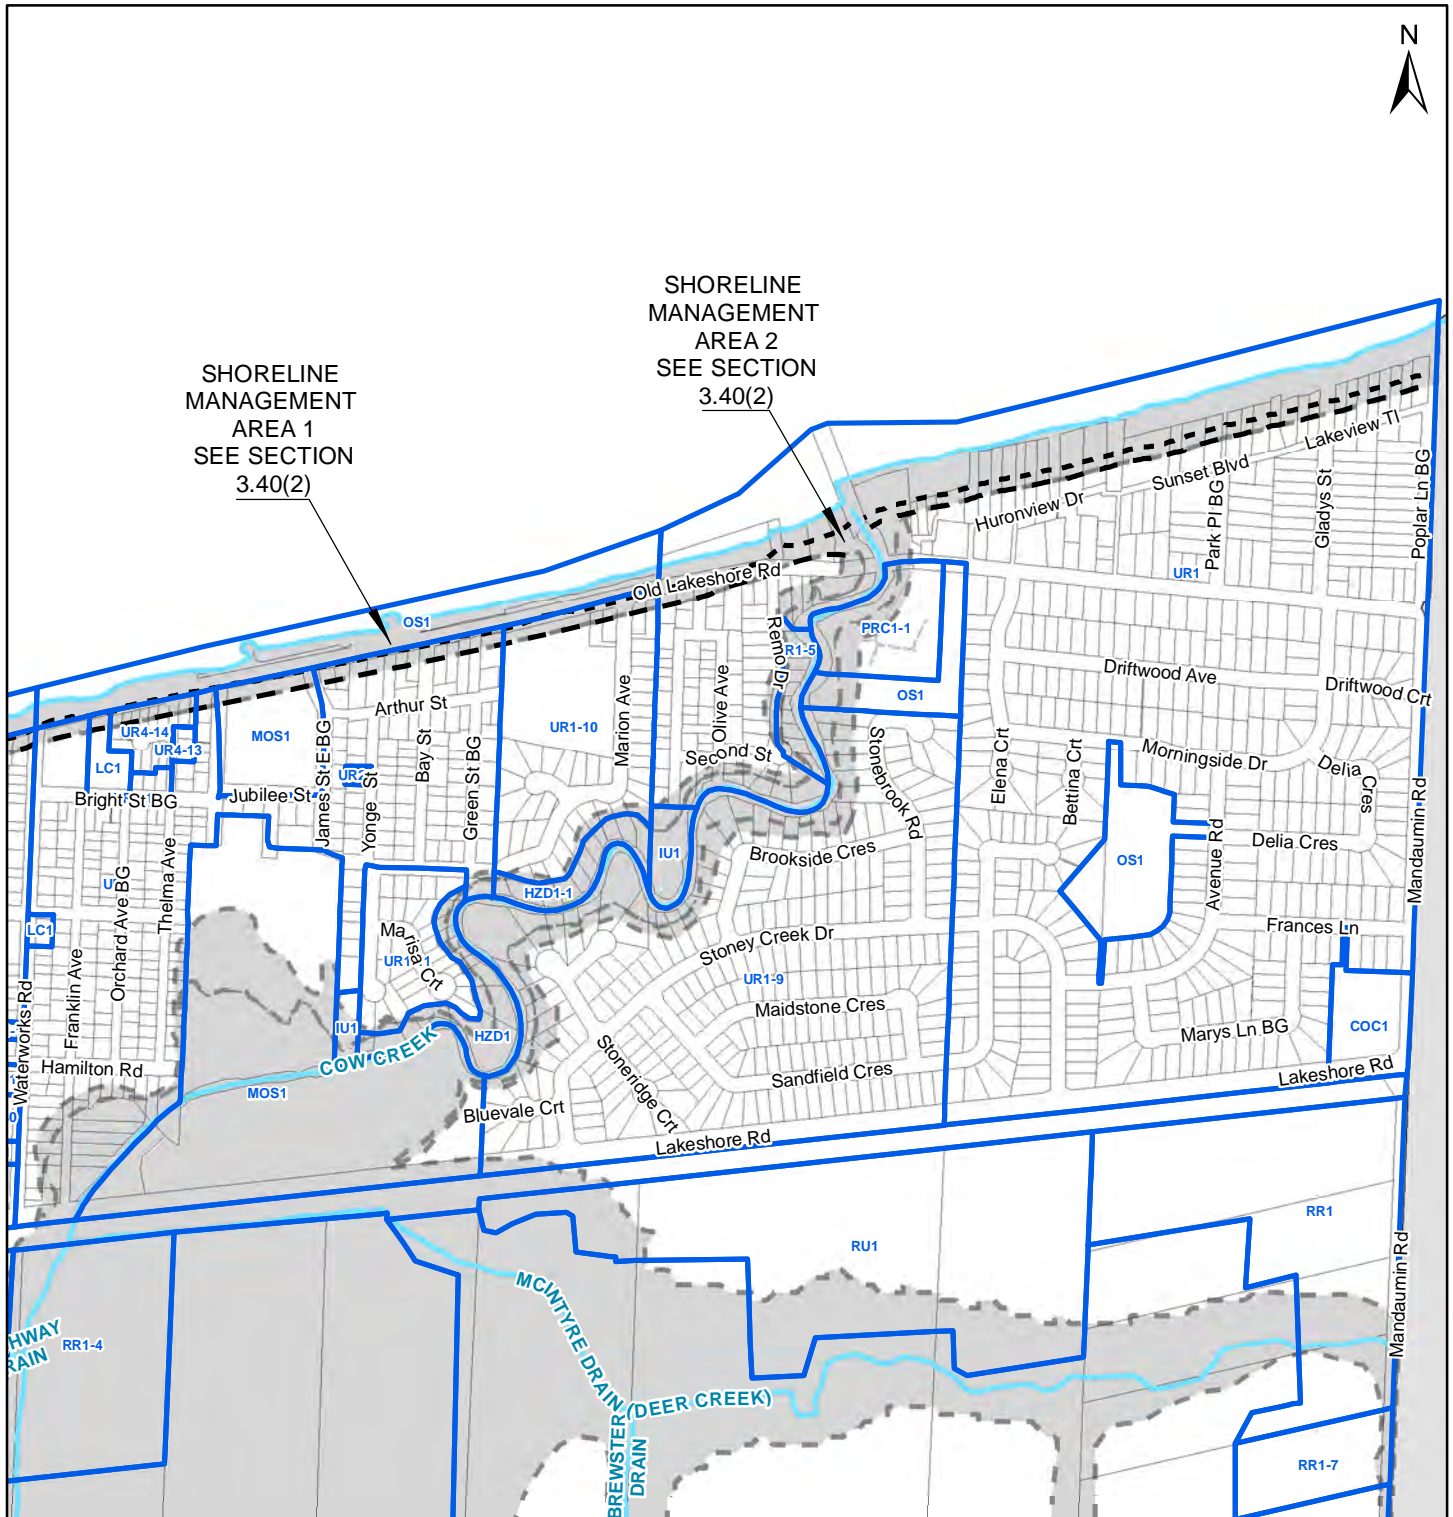 N
SHORELINE
MANAGEMENT
AREA 2
SEE SECTION
3.40(2)
SHORELINE
MANAGEMENT
AREA 1
SEE SECTION
3.40(2)
Lakeview Tl
Sunset Blvd
Huronview Dr
Park Pl BG
Gladys St
Poplar Ln BG
UR1
Old Lakeshore Rd
OS1
PRC1-1
Remo Dr
R1-5
OS1
Driftwood Ave
Driftwood Crt
Arthur St
UR1-10
Marion Ave
Olive Ave
Second St
UR4-14
UR4-13
MOS1
LC1
James St E BG
UR2
Yonge St
Bay St
Green St BG
Bright St BG
Jubilee St
Stonebrook Rd
Elena Crt
Bettina Crt
Morningside Dr
Delia Cres
Mandaumin Rd
OS1
Avenue Rd
Delia Cres
Brookside Cres
IU1
HZD1-1
Thelma Ave
Orchard Ave BG
Franklin Ave
LC1
Waterworks Rd
Marisa Crt
Stoney Creek Dr
UR1-9
Frances Ln
Maidstone Cres
Marys Ln BG
COC1
IU1
HZD1
COW CREEK
Hamilton Rd
MOS1
Stoneridge Crt
Sandfield Cres
Lakeshore Rd
Bluevale Crt
Lakeshore Rd
RR1
RU1
Mandaumin Rd
MCINTYRE DRAIN
(DEER CREEK)
RR1-4
BREWSTER
DRAIN
RR1-7